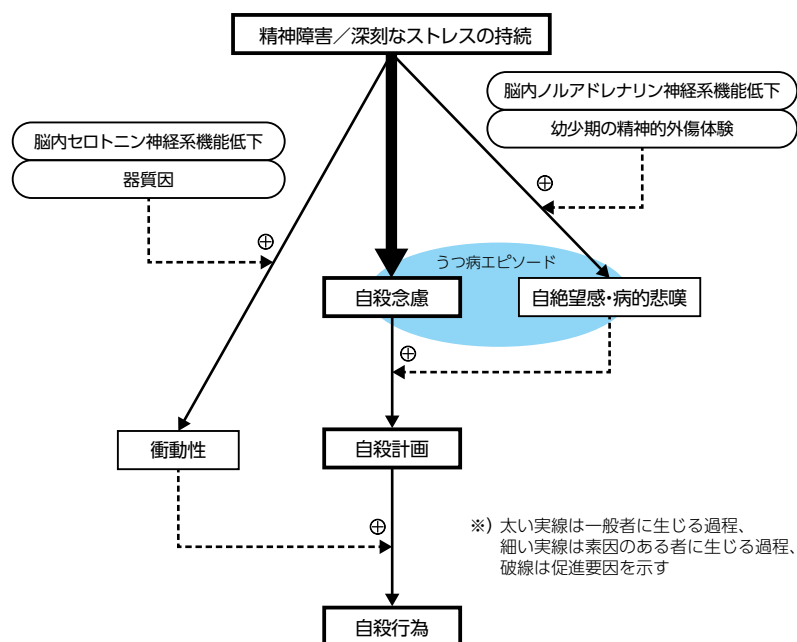 精神障害/深刻なストレスの持続
脳内ノルアドレナリン神経系機能低下
幼少期の精神的外傷体験
脳内セロトニン神経系機能低下
器質因
⊕
⊕
うつ病エピソード
自殺念慮
自絶望感・病的悲嘆
⊕
衝動性
自殺計画
⊕
※）太い実線は一般者に生じる過程、
細い実線は素因のある者に生じる過程、
破線は促進要因を示す
自殺行為